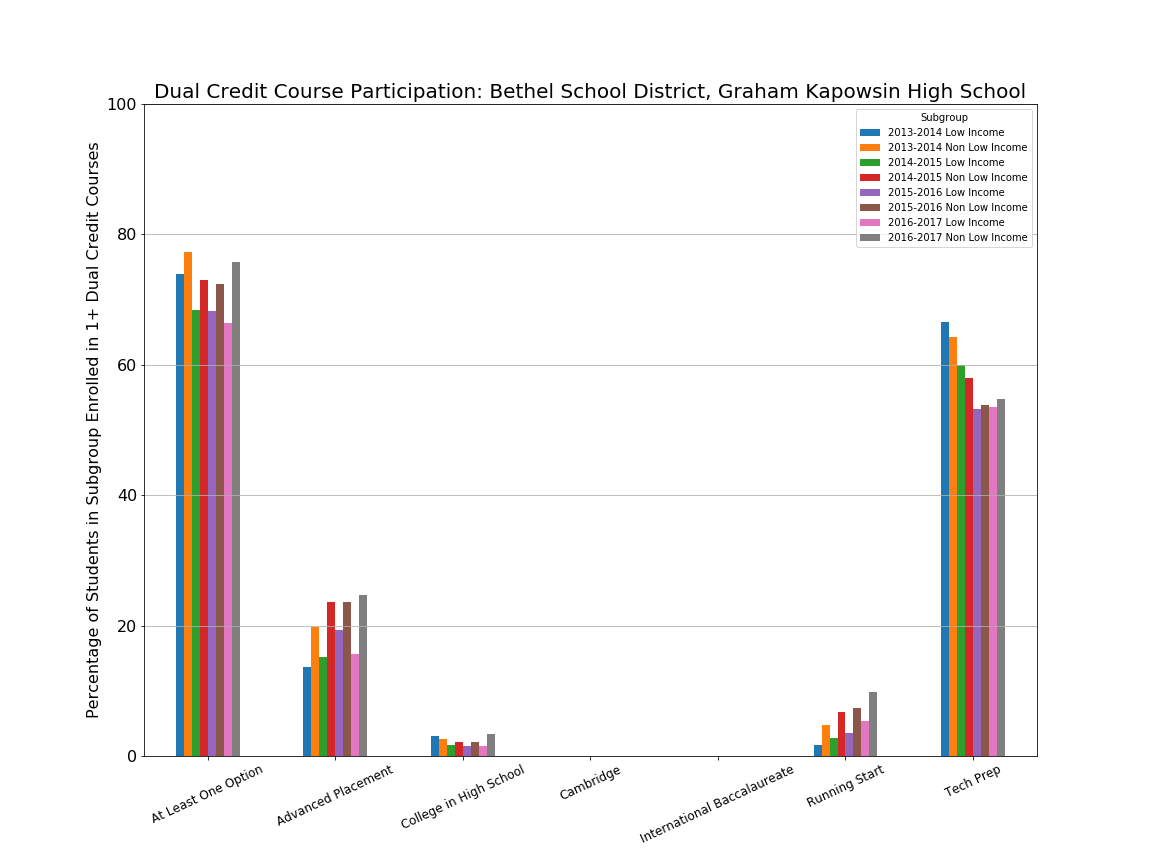 Dual Credit Course Participation: Bethel School District, Graham Kapowsin High School
Percentage of Students in Subgroup Enrolled in 1+ Dual Credit Courses
100
80
60
40
20
0
Subgroup
2013-2014 Low Income
2013-2014 Non Low Income
2014-2015 Low Income
2014-2015 Non Low Income
2015-2016 Low Income
2015-2016 Non Low Income
2016-2017 Low Income
2016-2017 Non Low Income
At Least One Option
Advanced Placement
College in High School
Cambridge
International Baccalaureate
Running Start
Tech Prep